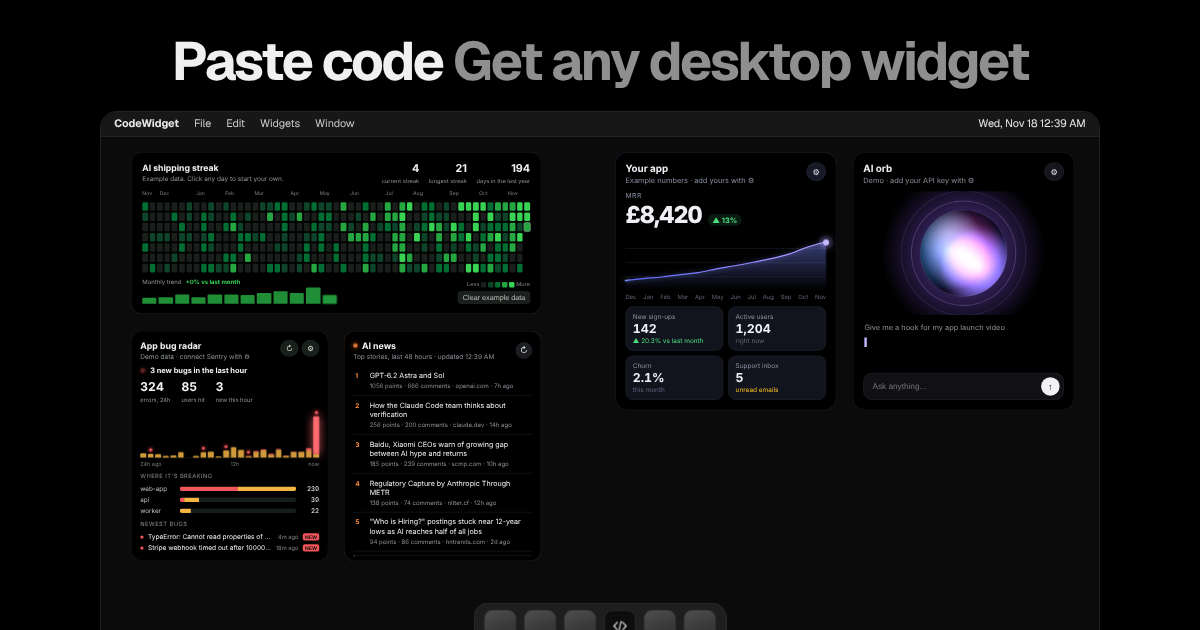 Paste code Get any desktop widget
CodeWidget File Edit Widgets Window
Wed, Nov 18 12:39 AM
AI shipping streak
Example data. Click any day to start your own.
4
current streak
21
longest streak
194
days in the last year
Nov Dec Jan Feb Mar Apr May Jun Jul Aug Sep Oct Nov
Monthly trend +0% vs last month
Less More
Clear example data
App bug radar
Demo data · connect Sentry with ⚙
3 new bugs in the last hour
324
errors, 24h
85
users hit
3
new this hour
24h ago 12h now
WHERE IT'S BREAKING
web-app 239
api 39
worker 22
NEWEST BUGS
TypeError: Cannot read properties of ... 4m ago NEW
Stripe webhook timed out after 10000... 18m ago NEW
AI news
Top stories, last 48 hours · updated 12:39 AM
1 GPT-6.2 Astra and Sol
1056 points · 666 comments · openai.com · 7h ago
2 How the Claude Code team thinks about
verification
256 points · 200 comments · claude.dev · 14h ago
3 Baidu, Xiaomi CEOs warn of growing gap
between AI hype and returns
185 points · 239 comments · scmp.com · 10h ago
4 Regulatory Capture by Anthropic Through
METR
138 points · 74 comments · nitter.cf · 12h ago
5 "Who is Hiring?" postings stuck near 12-year
lows as AI reaches half of all jobs
94 points · 86 comments · hntrends.com · 2d ago
Your app
Example numbers · add yours with ⚙
MRR
£8,420 ▲ 13%
Dec Jan Feb Mar Apr May Jun Jul Aug Sep Oct Nov
New sign-ups
142
▲ 20.3% vs last month
Active users
1,204
right now
Churn
2.1%
this month
Support inbox
5
unread emails
AI orb
Demo · add your API key with ⚙
Give me a hook for my app launch video
Ask anything... ↑